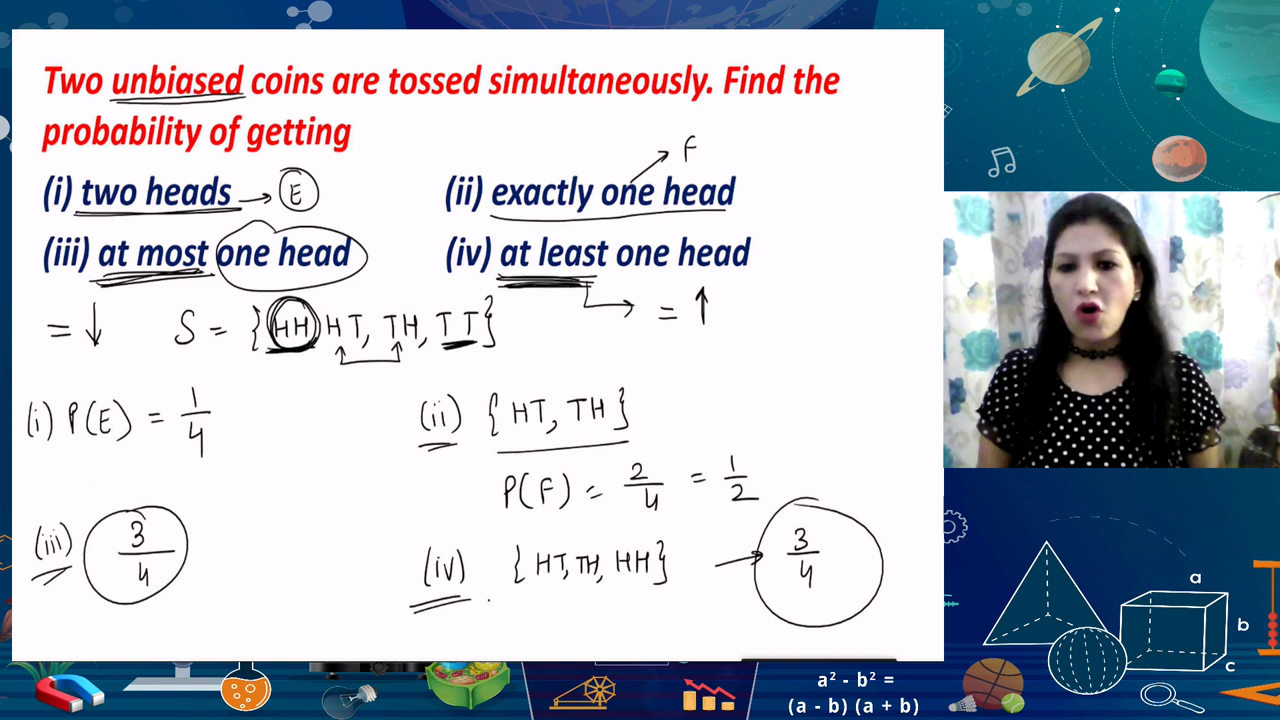 Two unbiased coins are tossed simultaneously. Find the
probability of getting
F
(i) two heads → E
(ii) exactly one head
(iii) at most one head
(iv) at least one head
= ↓
S = {HH HT, TH, TT}
→ = ↑
(i) P(E) = 1/4
(ii) {HT, TH}
P(F) = 2/4 = 1/2
(iii) 3/4
(iv) {HT, TH, HH} → 3/4
a
b
c
a² - b² =
(a - b) (a + b)